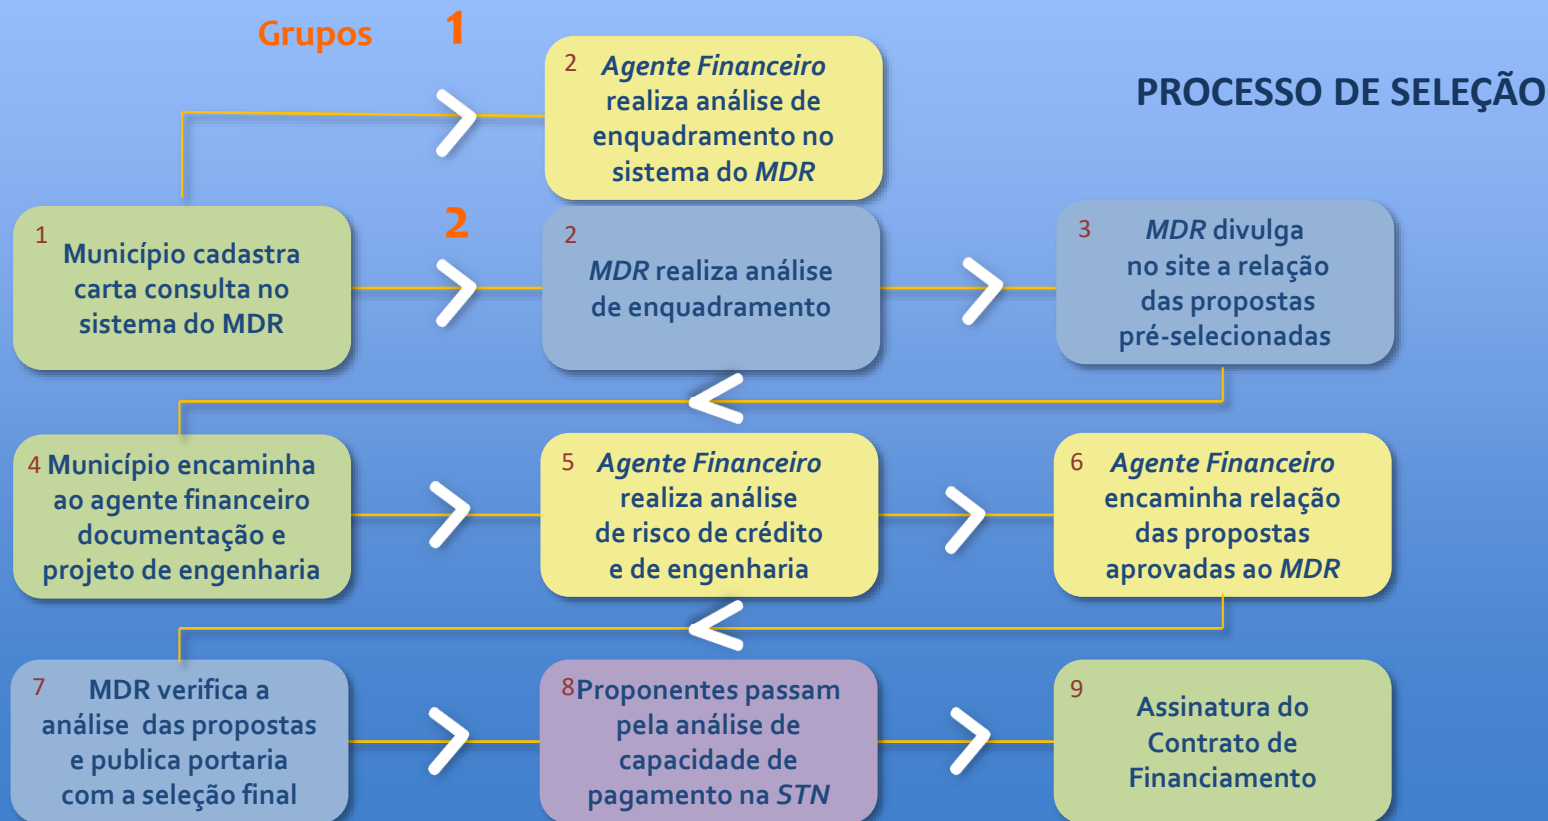 Grupos 1
PROCESSO DE SELEÇÃO
2 Agente Financeiro
realiza análise de
enquadramento no
sistema do MDR
1
Município cadastra
carta consulta no
sistema do MDR
2
2
MDR realiza análise
de enquadramento
3 MDR divulga
no site a relação
das propostas
pré-selecionadas
4 Município encaminha
ao agente financeiro
documentação e
projeto de engenharia
5 Agente Financeiro
realiza análise
de risco de crédito
e de engenharia
6 Agente Financeiro
encaminha relação
das propostas
aprovadas ao MDR
7 MDR verifica a
análise das propostas
e publica portaria
com a seleção final
8 Proponentes passam
pela análise de
capacidade de
pagamento na STN
9
Assinatura do
Contrato de
Financiamento